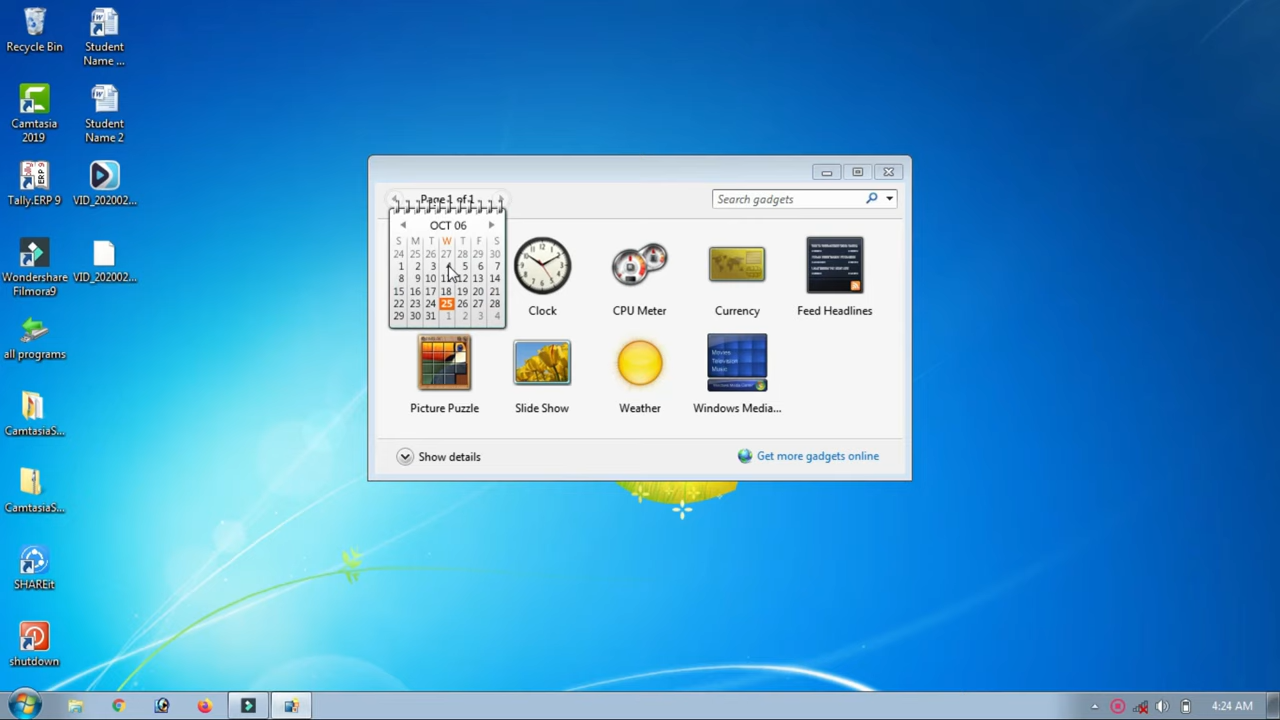 Recycle Bin
Student
Name ...
Camtasia
2019
Student
Name 2
Tally.ERP 9
VID_202002...
Wondershare
Filmora9
VID_202002...
all programs
CamtasiaS...
CamtasiaS...
SHAREit
shutdown
Page 1 of 1
Search gadgets
OCT 06
S M T W T F S
24 25 26 27 28 29 30
1 2 3 4 5 6 7
8 9 10 11 12 13 14
15 16 17 18 19 20 21
22 23 24 25 26 27 28
29 30 31 1 2 3 4
Clock
CPU Meter
Currency
Feed Headlines
Picture Puzzle
Slide Show
Weather
Windows Media...
Movies
Television
Music
Show details
Get more gadgets online
4:24 AM